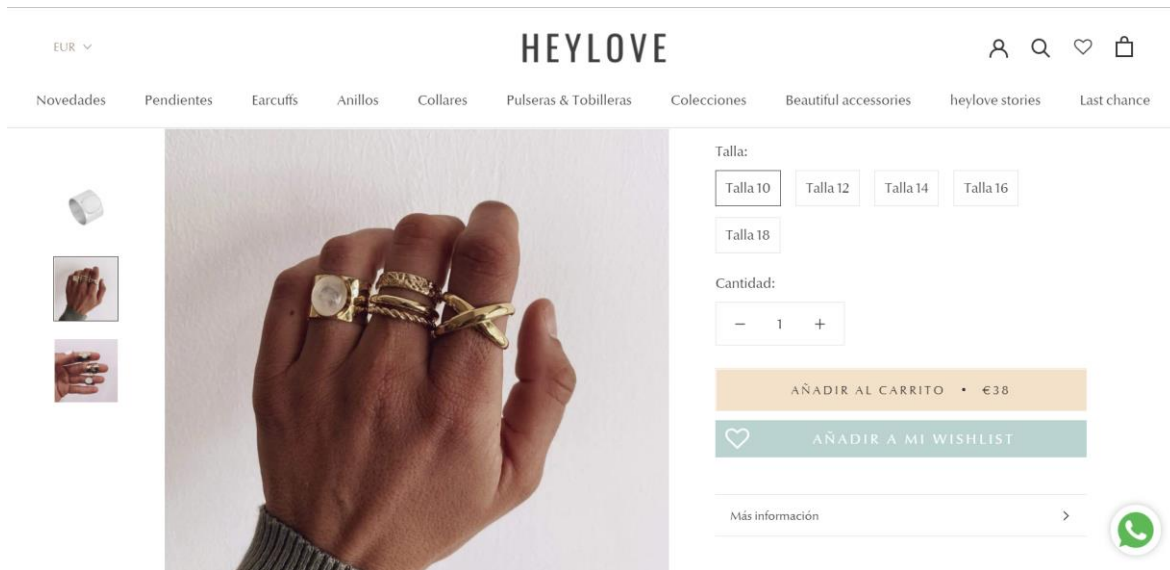 EUR
HEYLOVE
Novedades Pendientes Earcuffs Anillos Collares Pulseras & Tobilleras Colecciones Beautiful accessories heylove stories Last chance
Talla:
Talla 10 Talla 12 Talla 14 Talla 16
Talla 18
Cantidad:
− 1 +
AÑADIR AL CARRITO • €38
AÑADIR A MI WISHLIST
Más información